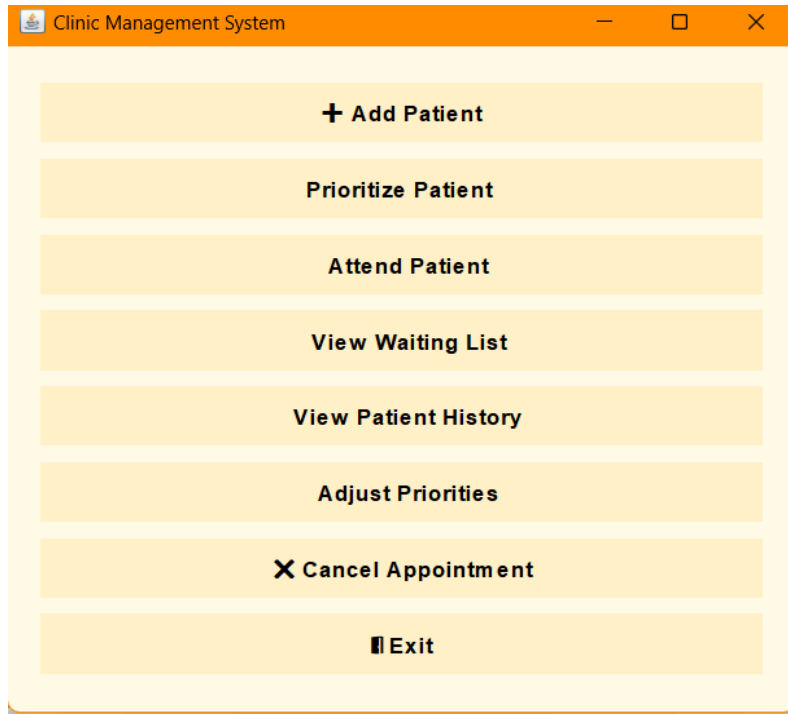 Clinic Management System
➕ Add Patient
Prioritize Patient
Attend Patient
View Waiting List
View Patient History
Adjust Priorities
❌ Cancel Appointment
🚪 Exit